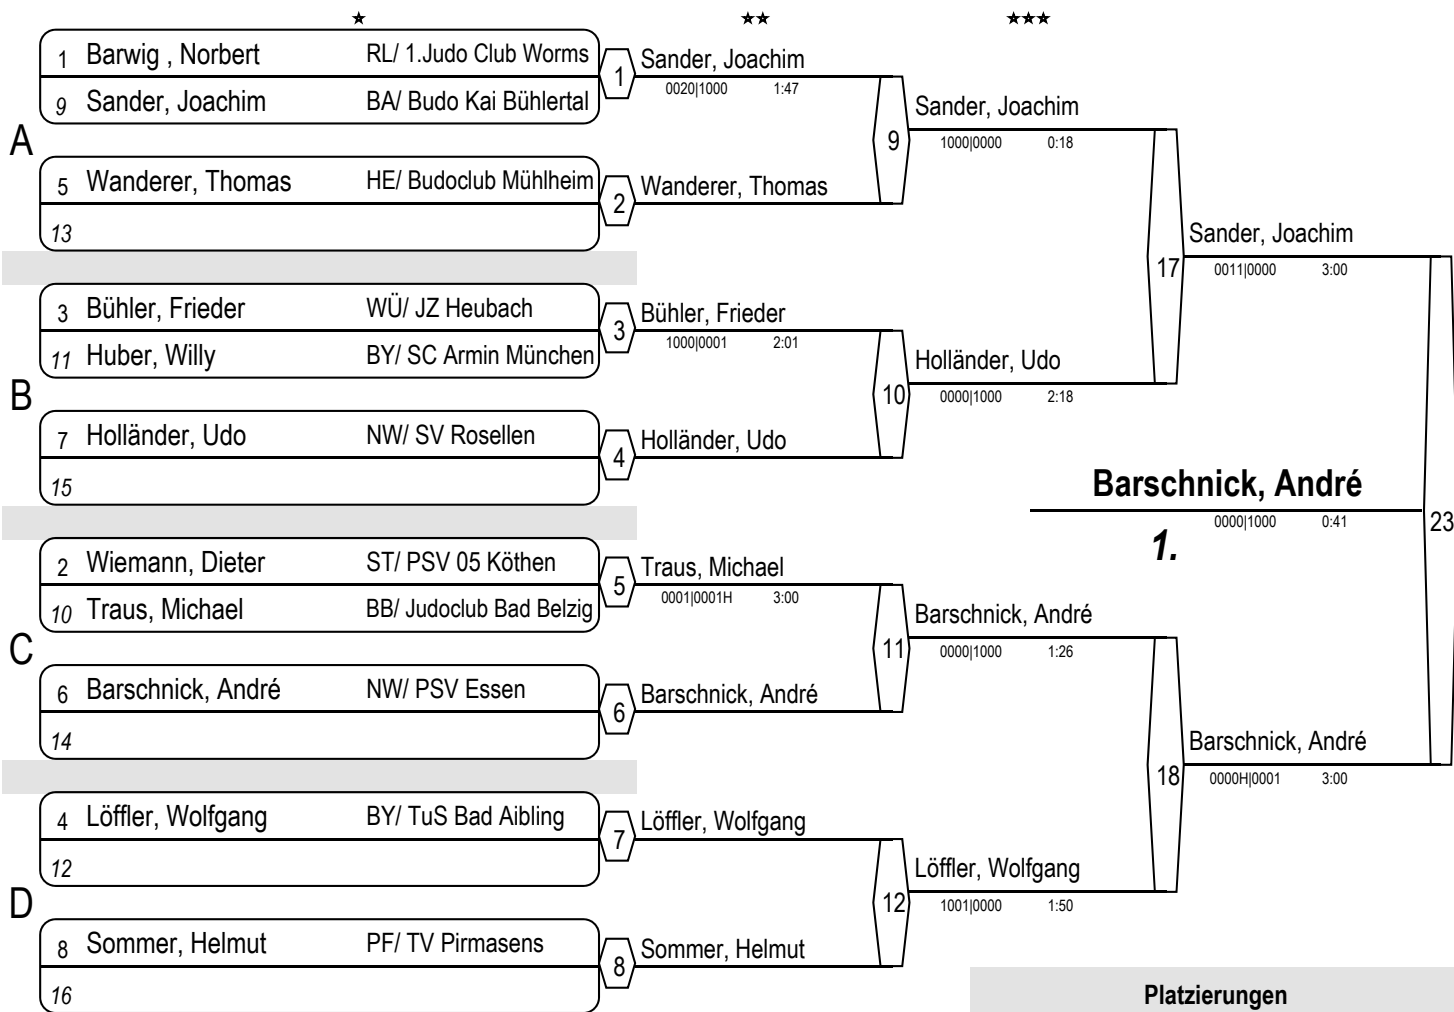 ★ ★★ ★★★
1 Barwig , Norbert RL/ 1.Judo Club Worms
9 Sander, Joachim BA/ Budo Kai Bühlertal
1 Sander, Joachim
0020|1000 1:47
A
5 Wanderer, Thomas HE/ Budoclub Mühlheim
13
2 Wanderer, Thomas
9 Sander, Joachim
1000|0000 0:18
3 Bühler, Frieder WÜ/ JZ Heubach
11 Huber, Willy BY/ SC Armin München
3 Bühler, Frieder
1000|0001 2:01
B
7 Holländer, Udo NW/ SV Rosellen
15
4 Holländer, Udo
10 Holländer, Udo
0000|1000 2:18
17 Sander, Joachim
0011|0000 3:00
2 Wiemann, Dieter ST/ PSV 05 Köthen
10 Traus, Michael BB/ Judoclub Bad Belzig
5 Traus, Michael
0001|0001H 3:00
C
6 Barschnick, André NW/ PSV Essen
14
6 Barschnick, André
11 Barschnick, André
0000|1000 1:26
4 Löffler, Wolfgang BY/ TuS Bad Aibling
12
7 Löffler, Wolfgang
D
8 Sommer, Helmut PF/ TV Pirmasens
16
8 Sommer, Helmut
12 Löffler, Wolfgang
1001|0000 1:50
18 Barschnick, André
0000H|0001 3:00
Barschnick, André
23
0000|1000 0:41
1.
Platzierungen